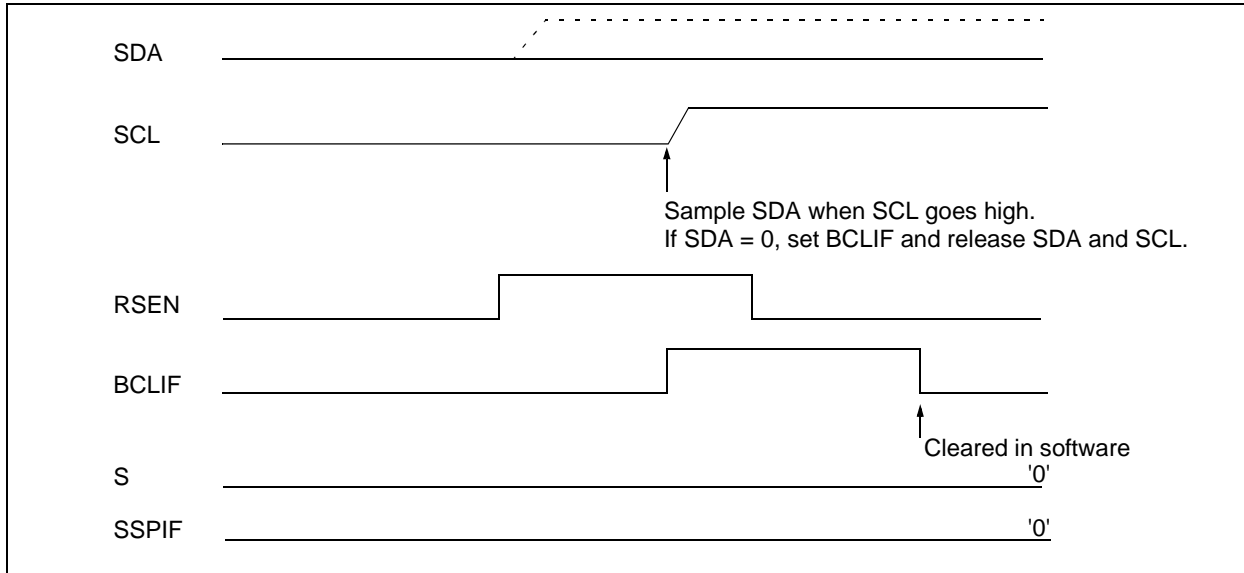 SDA
SCL
Sample SDA when SCL goes high.
If SDA = 0, set BCLIF and release SDA and SCL.
RSEN
BCLIF
Cleared in software
S
'0'
SSPIF
'0'